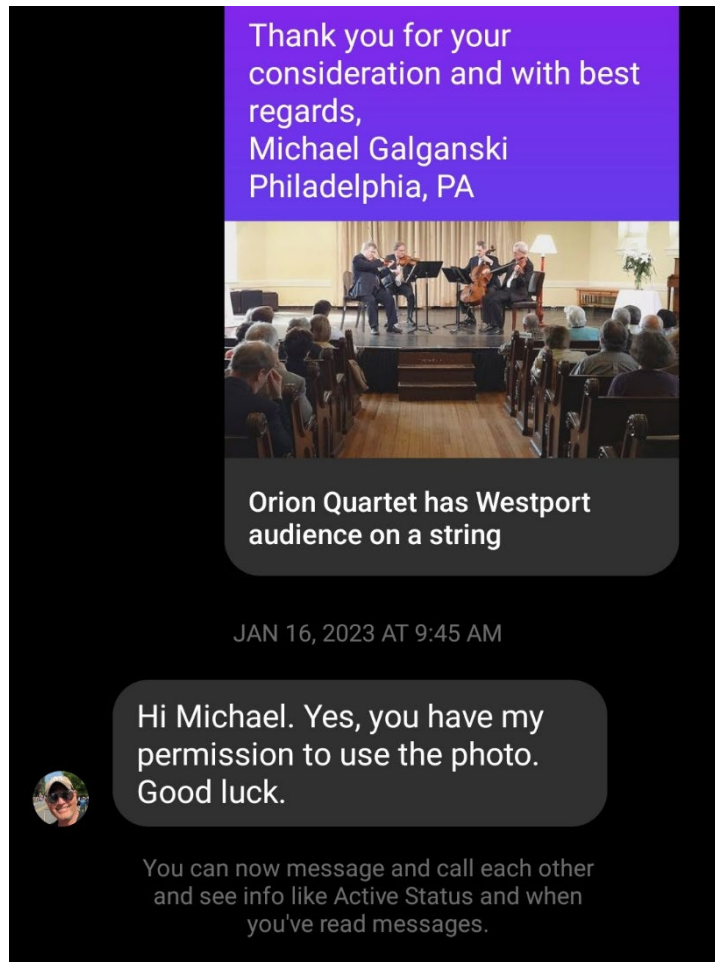 Thank you for your
consideration and with best
regards,
Michael Galganski
Philadelphia, PA
Orion Quartet has Westport
audience on a string
JAN 16, 2023 AT 9:45 AM
Hi Michael. Yes, you have my
permission to use the photo.
Good luck.
You can now message and call each other
and see info like Active Status and when
you've read messages.